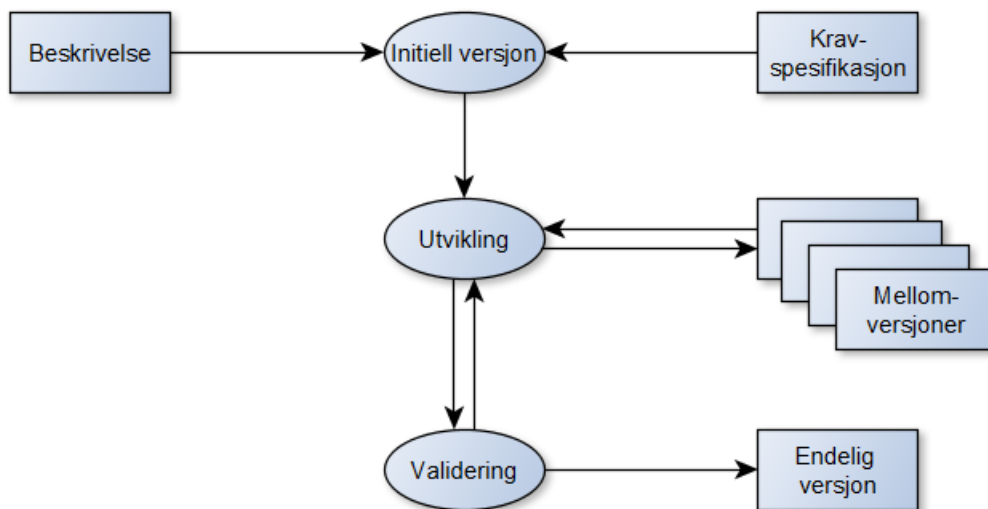 Beskrivelse
Initiell versjon
Krav-
spesifikasjon
Utvikling
Mellom-
versjoner
Validering
Endelig
versjon